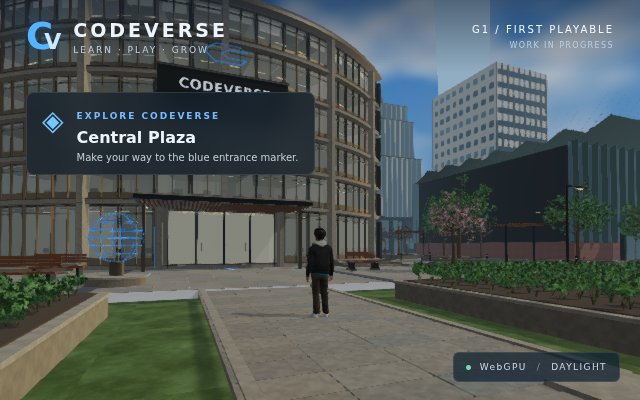 CV CODEVERSE
LEARN · PLAY · GROW
G1 / FIRST PLAYABLE
WORK IN PROGRESS
CODEVERSE
EXPLORE CODEVERSE
Central Plaza
Make your way to the blue entrance marker.
WebGPU / DAYLIGHT